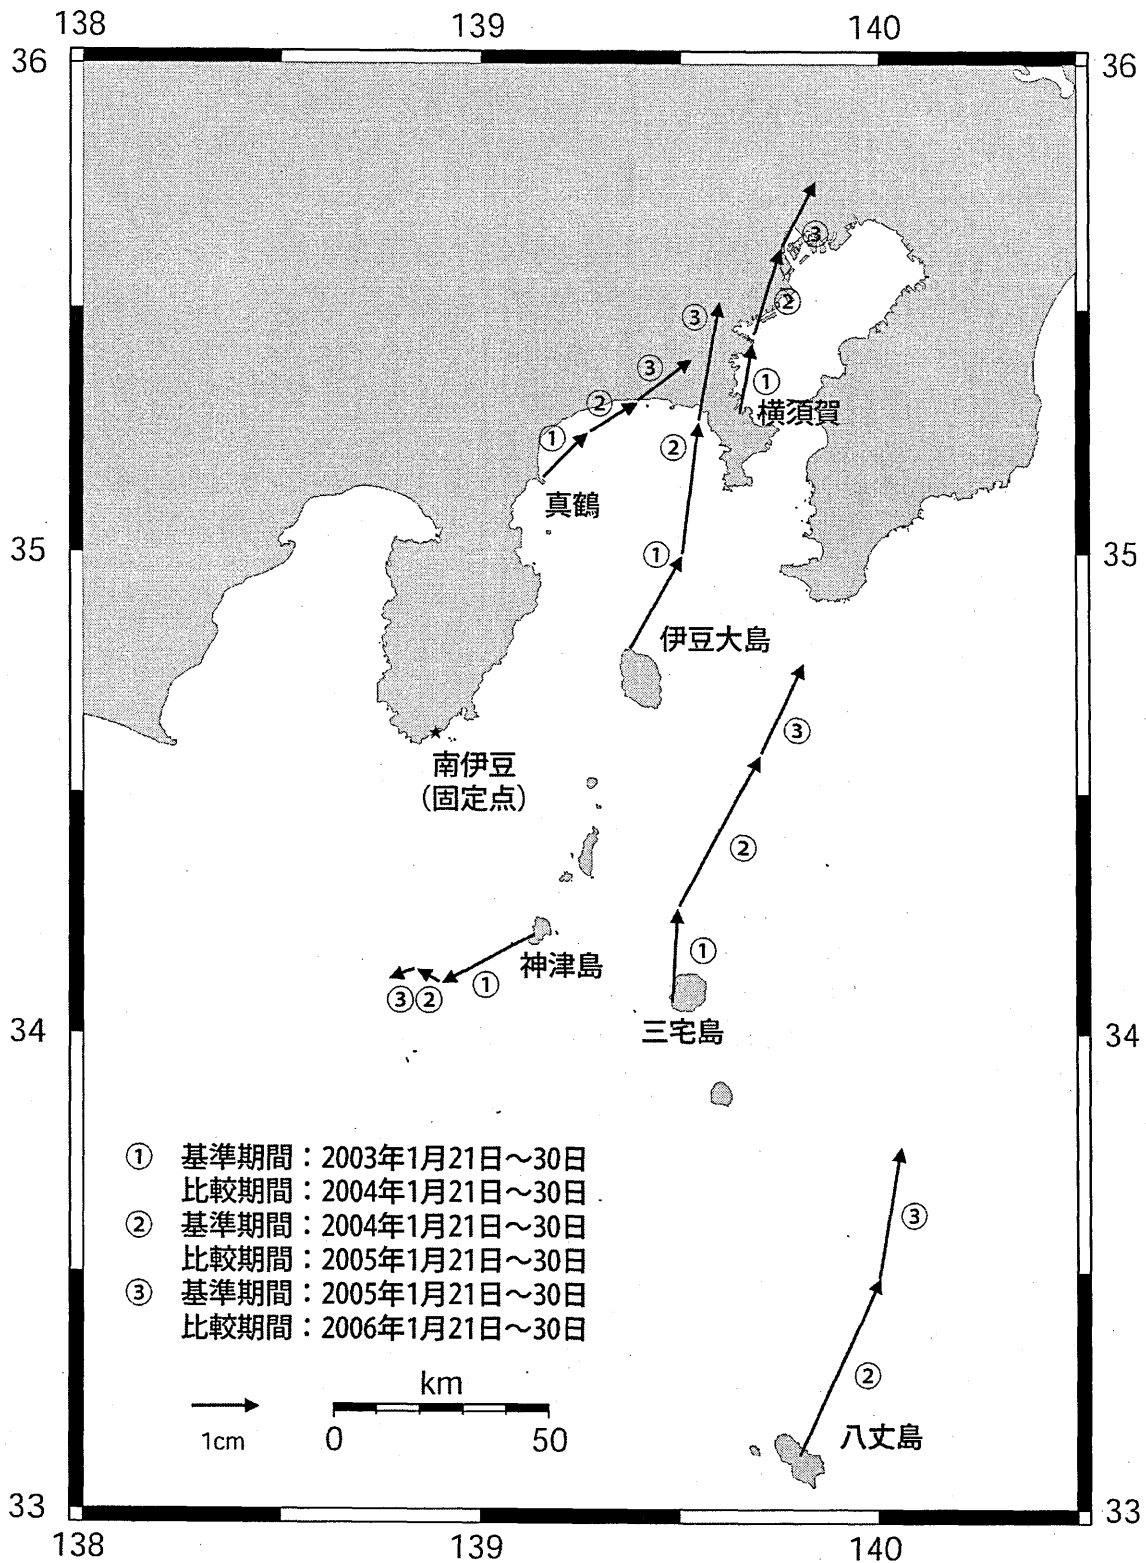 138 139 140
36 36
③
②
③
③
①
②
横須賀
①
②
真鶴
35 ① 35
伊豆大島
③
南伊豆
(固定点)
②
①
神津島
③ ② ①
34 34
三宅島
① 基準期間：2003年1月21日～30日
比較期間：2004年1月21日～30日
② 基準期間：2004年1月21日～30日
③
比較期間：2005年1月21日～30日
③ 基準期間：2005年1月21日～30日
比較期間：2006年1月21日～30日
②
km
1cm 0 50
八丈島
33 33
138 139 140